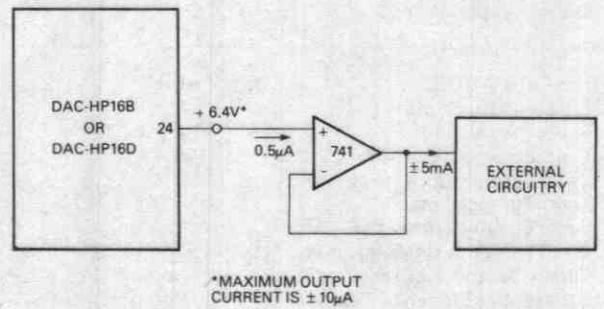 DAC-HP16B
OR
DAC-HP16D
24
+ 6.4V*
0.5μA
+
-
741
± 5mA
EXTERNAL
CIRCUITRY
*MAXIMUM OUTPUT
CURRENT IS ± 10μA